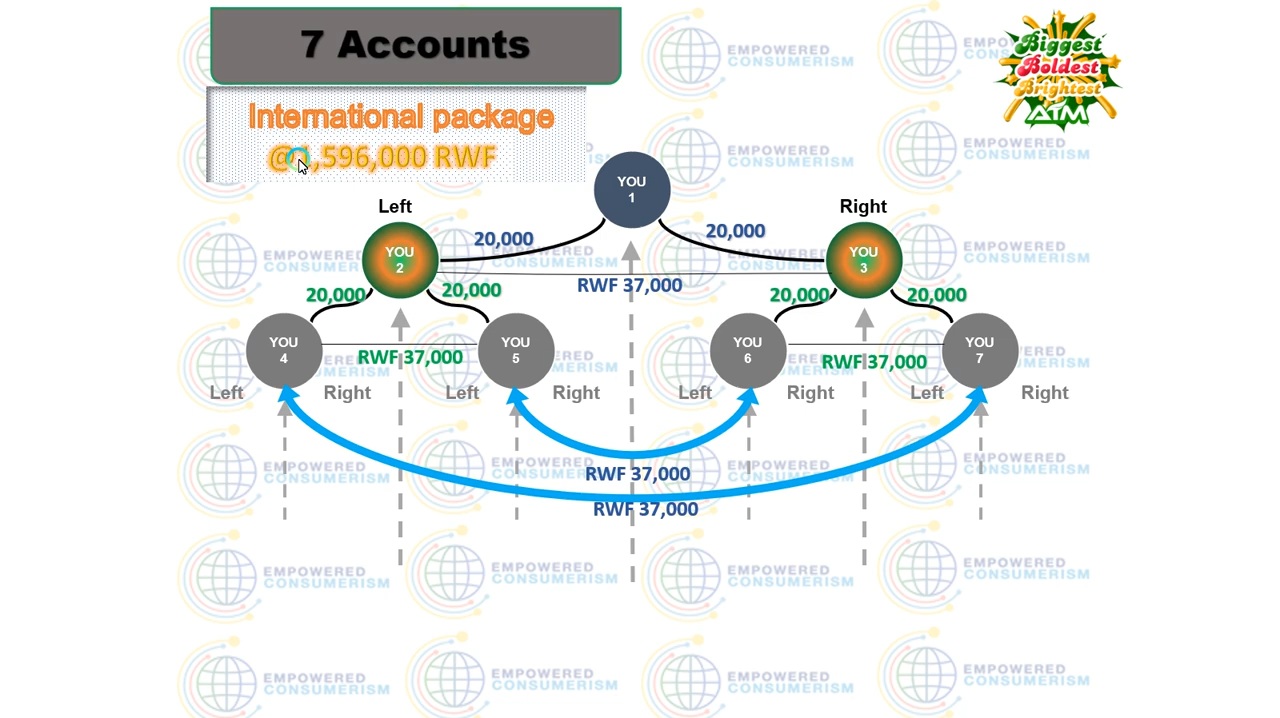 7 Accounts
International package
,596,000 RWF
Biggest
Boldest
Brightest
ATM
YOU
1
Left
Right
20,000
20,000
YOU
2
YOU
3
RWF 37,000
20,000
20,000
20,000
20,000
YOU
4
YOU
5
YOU
6
YOU
7
RWF 37,000
RWF 37,000
Left
Right
Left
Right
Left
Right
Left
Right
RWF 37,000
RWF 37,000
EMPOWERED
CONSUMERISM